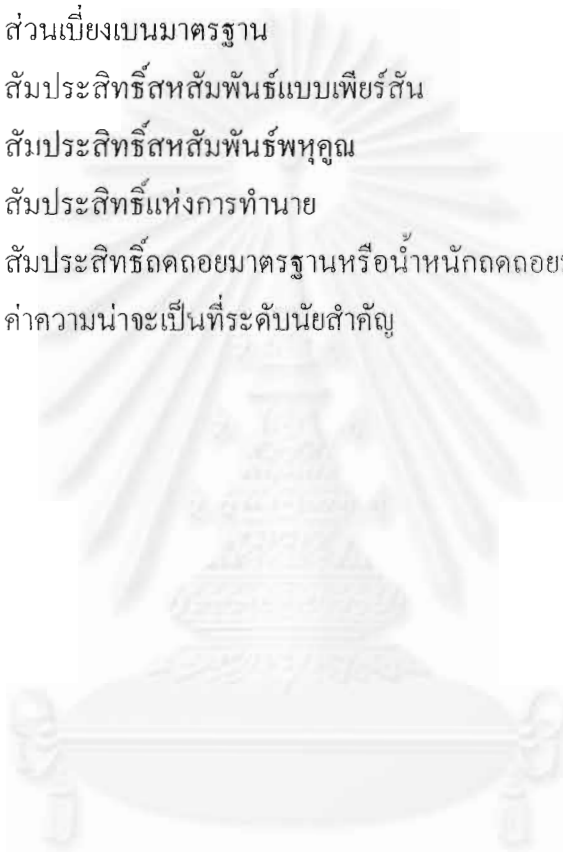 ส่วนเบี่ยงเบนมาตรฐาน
สัมประสิทธิ์สหสัมพันธ์แบบเพียร์สัน
สัมประสิทธิ์สหสัมพันธ์พหุคูณ
สัมประสิทธิ์แห่งการทำนาย
สัมประสิทธิ์ถดถอยมาตรฐานหรือน้ำหนักถดถอย
ค่าความน่าจะเป็นที่ระดับนัยสำคัญ